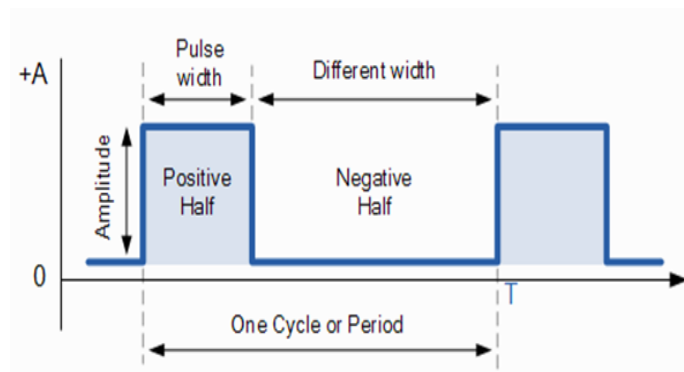 +A
Pulse
width
Different width
Amplitude
Positive
Half
Negative
Half
0
T
One Cycle or Period